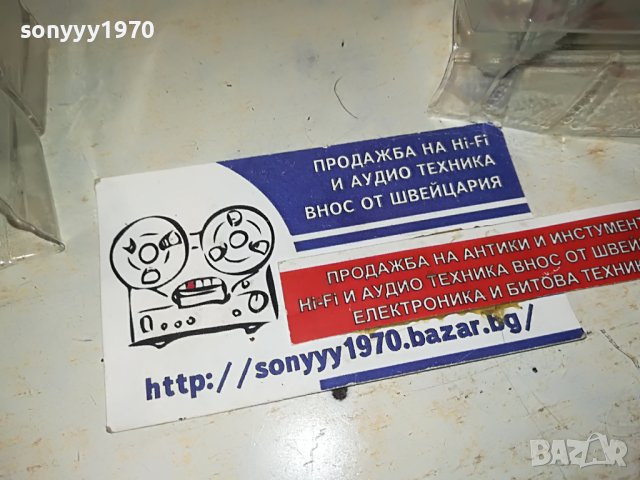 sonyyy1970
ПРОДАЖБА НА Hi-Fi
И АУДИО ТЕХНИКА
ВНОС ОТ ШВЕЙЦАРИЯ
ПРОДАЖБА НА АНТИКИ И ИНСТУМЕНТ
Hi-Fi И АУДИО ТЕХНИКА ВНОС ОТ ШВЕЙ
ЕЛЕКТРОНИКА И БИТОВА ТЕХНИ
http://sonyyy1970.bazar.bg/
BAZAR